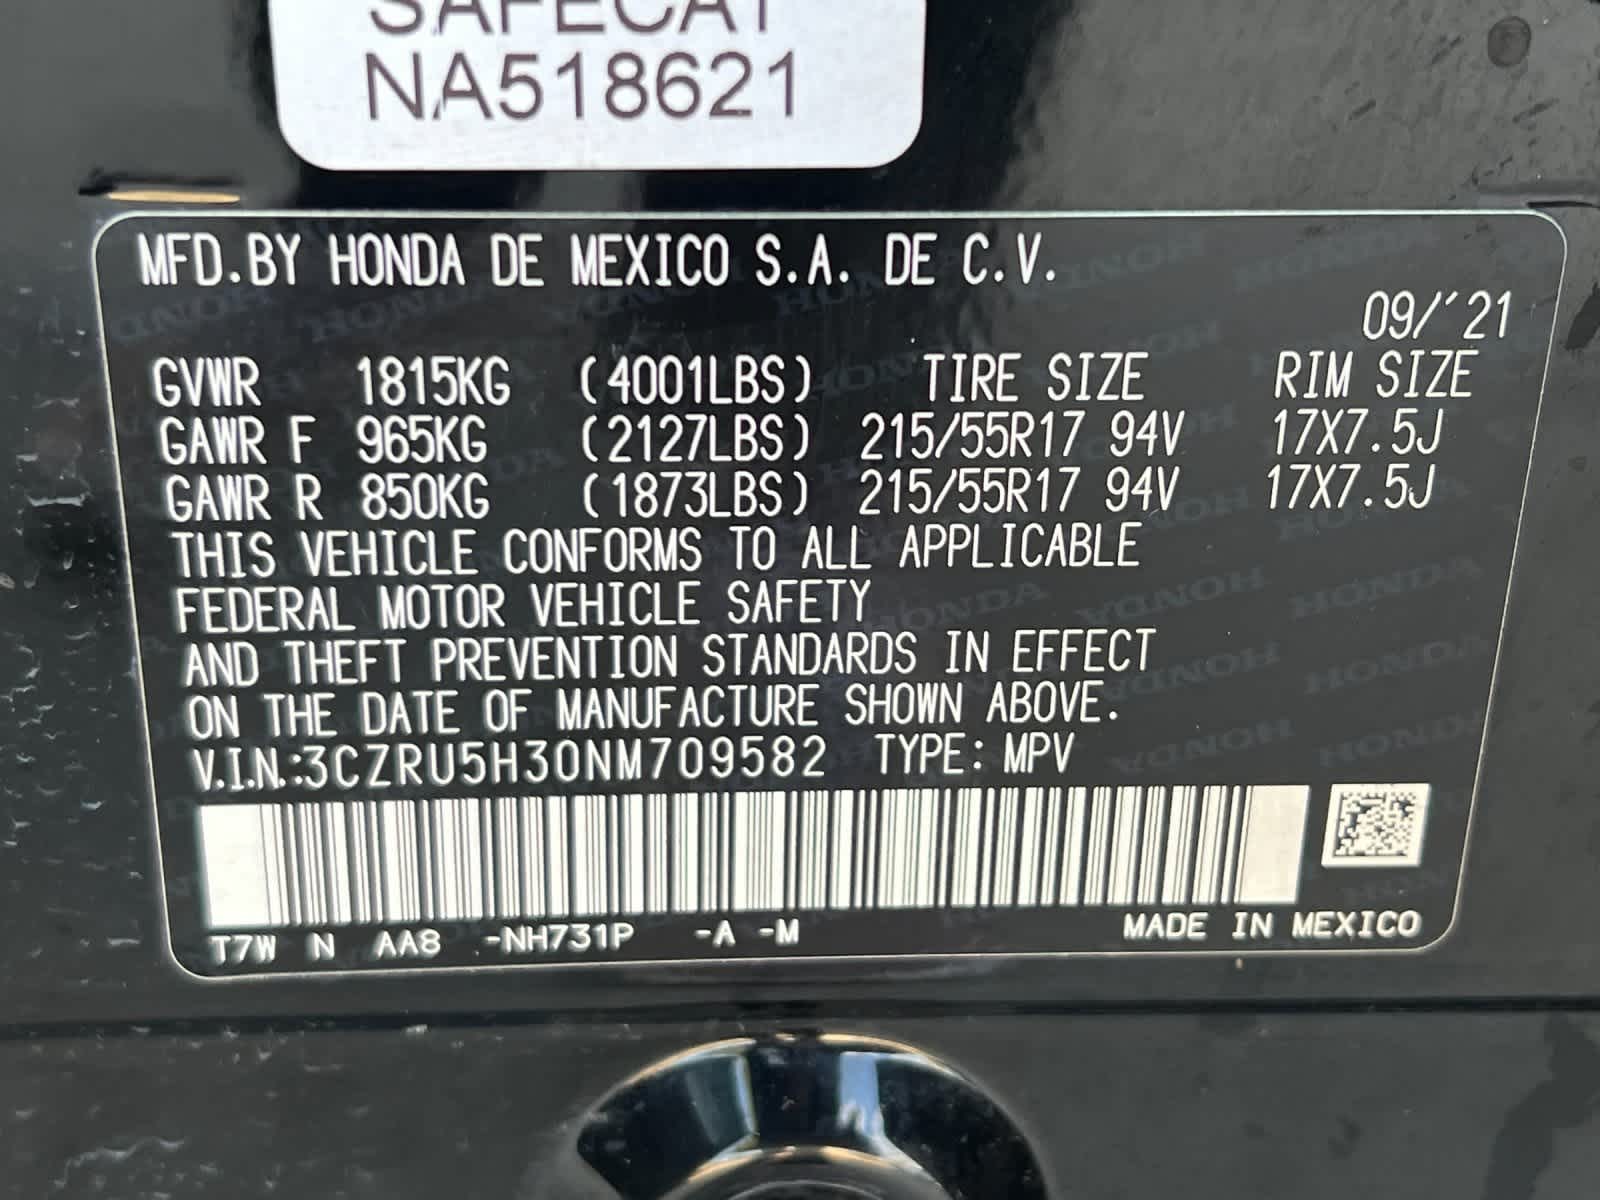 SAFECAT
NA518621
MFD.BY HONDA DE MEXICO S.A. DE C.V.
09/'21
GVWR 1815KG (4001LBS) TIRE SIZE RIM SIZE
GAWR F 965KG (2127LBS) 215/55R17 94V 17X7.5J
GAWR R 850KG (1873LBS) 215/55R17 94V 17X7.5J
THIS VEHICLE CONFORMS TO ALL APPLICABLE
FEDERAL MOTOR VEHICLE SAFETY
AND THEFT PREVENTION STANDARDS IN EFFECT
ON THE DATE OF MANUFACTURE SHOWN ABOVE.
V.I.N.:3CZRU5H30NM709582 TYPE: MPV
T7W N AA8 -NH731P -A -M MADE IN MEXICO